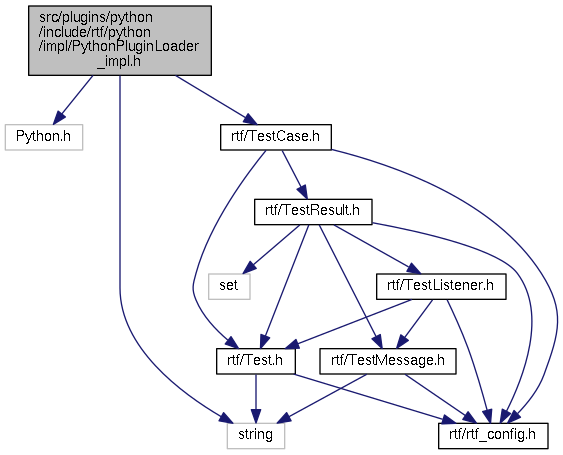 src/plugins/python
/include/rtf/python
/impl/PythonPluginLoader
_impl.h
Python.h
rtf/TestCase.h
rtf/TestResult.h
set
rtf/TestListener.h
rtf/Test.h
rtf/TestMessage.h
string
rtf/rtf_config.h